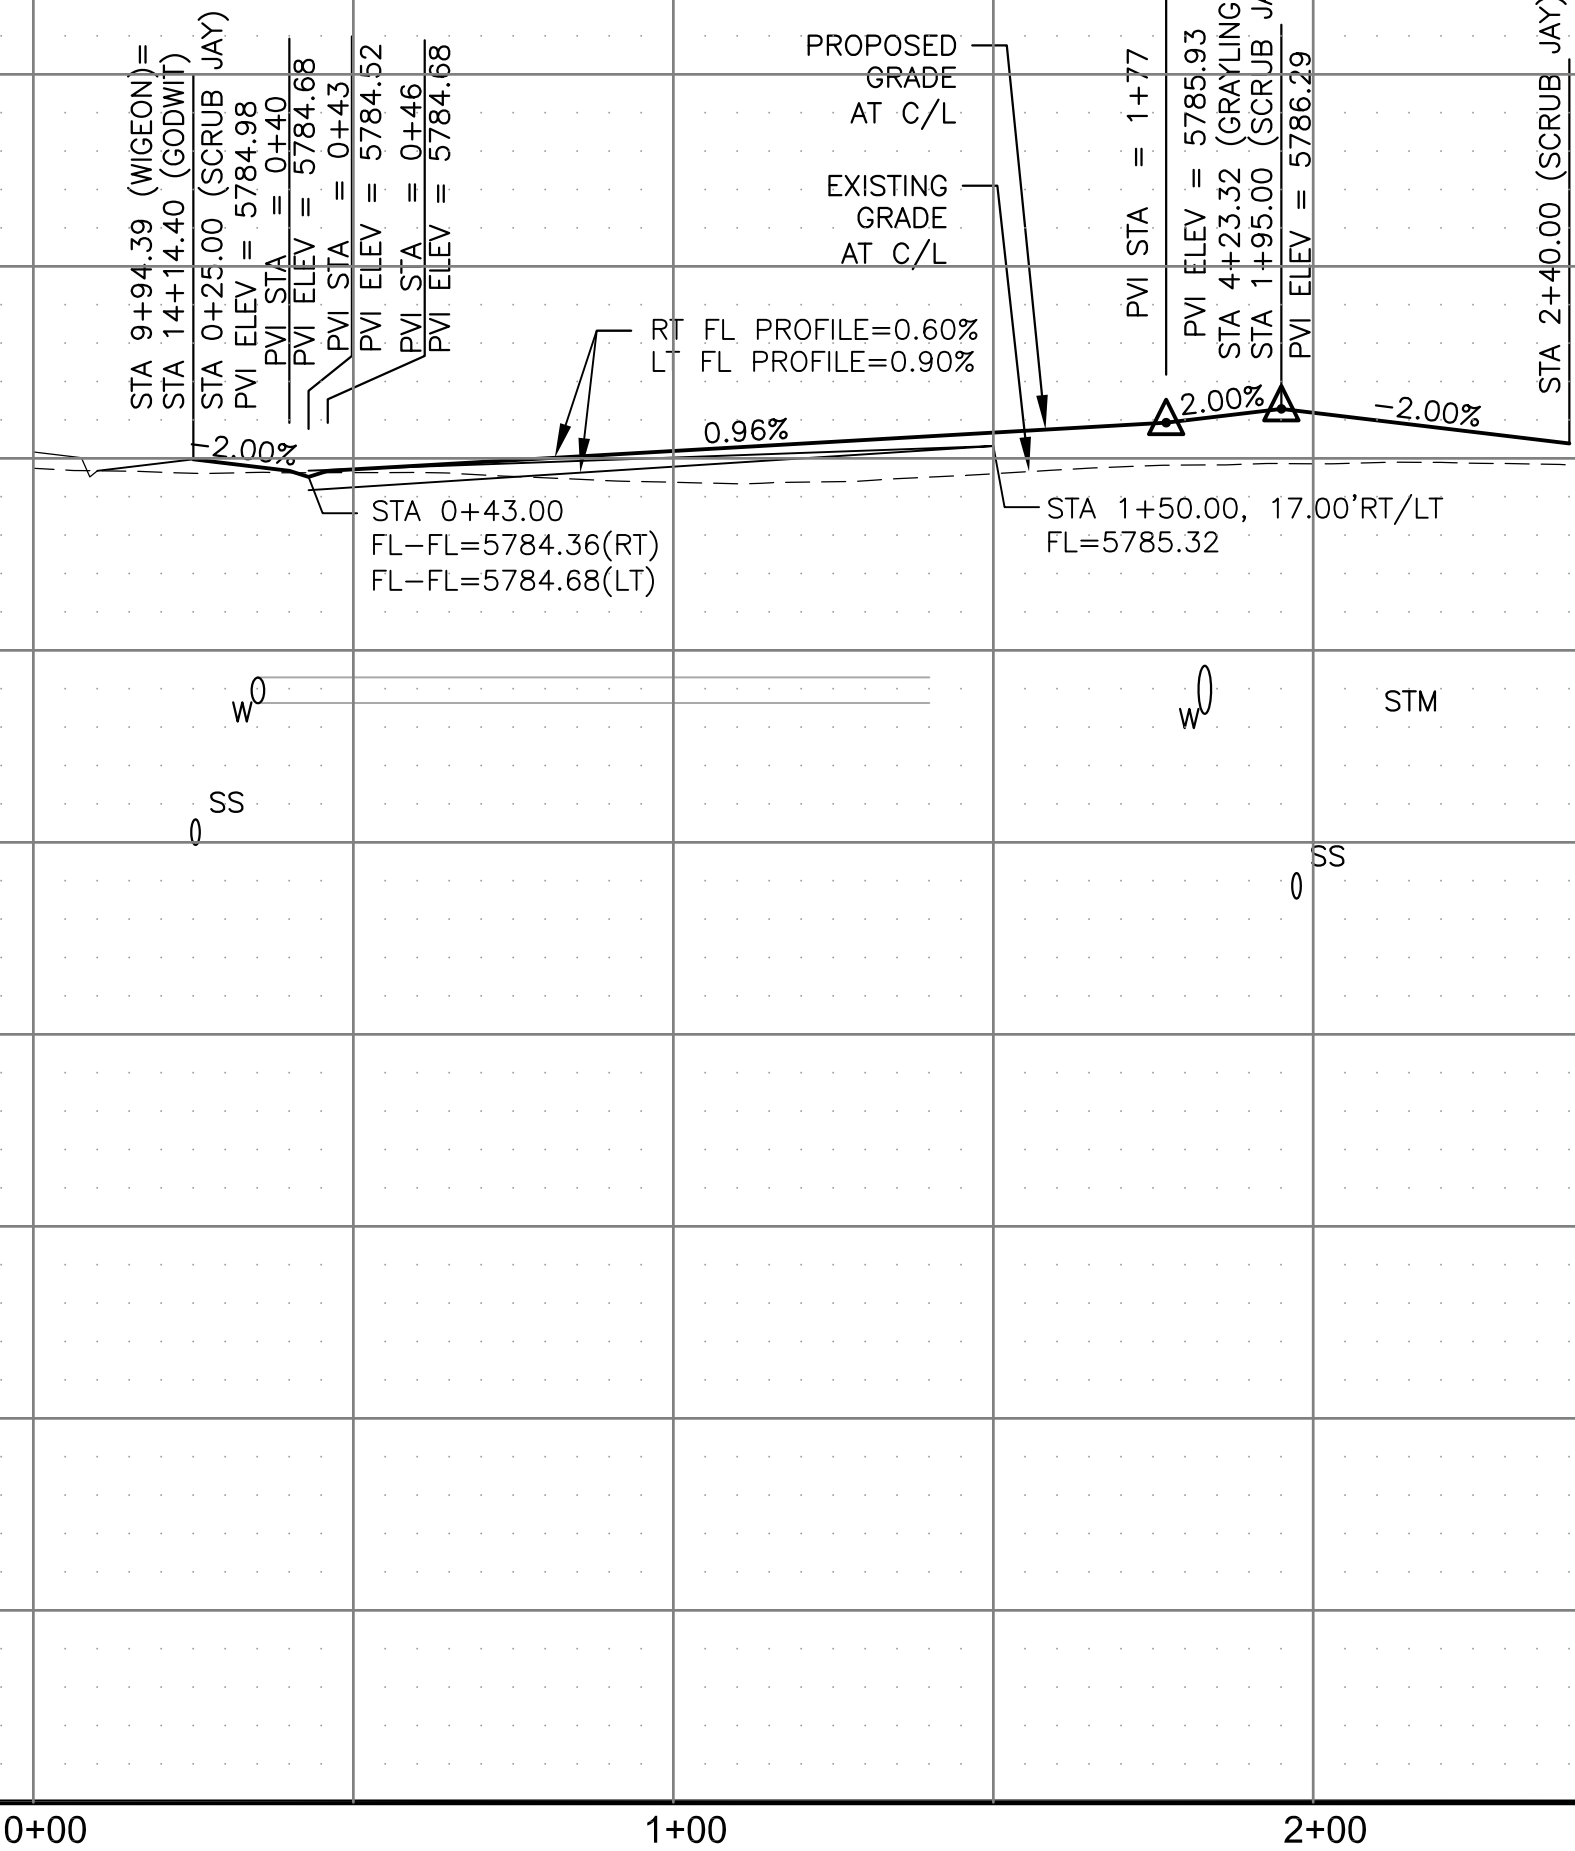 STA 9+94.39 (WIGEON)=
STA 14+14.40 (GODWIT)
STA 0+25.00 (SCRUB JAY)
PVI ELEV = 5784.98
PVI STA = 0+40
PVI ELEV = 5784.68
PVI STA = 0+43
PVI ELEV = 5784.52
PVI STA = 0+46
PVI ELEV = 5784.68
PROPOSED
GRADE
AT C/L
EXISTING
GRADE
AT C/L
PVI STA = 1+77
PVI ELEV = 5785.93
STA 4+23.32 (GRAYLING
STA 1+95.00 (SCRUB JA
PVI ELEV = 5786.29
STA 2+40.00 (SCRUB JAY)
RT FL PROFILE=0.60%
LT FL PROFILE=0.90%
-2.00%
0.96%
2.00%
-2.00%
STA 0+43.00
FL-FL=5784.36(RT)
FL-FL=5784.68(LT)
STA 1+50.00, 17.00'RT/LT
FL=5785.32
W
W
STM
SS
SS
0+00
1+00
2+00